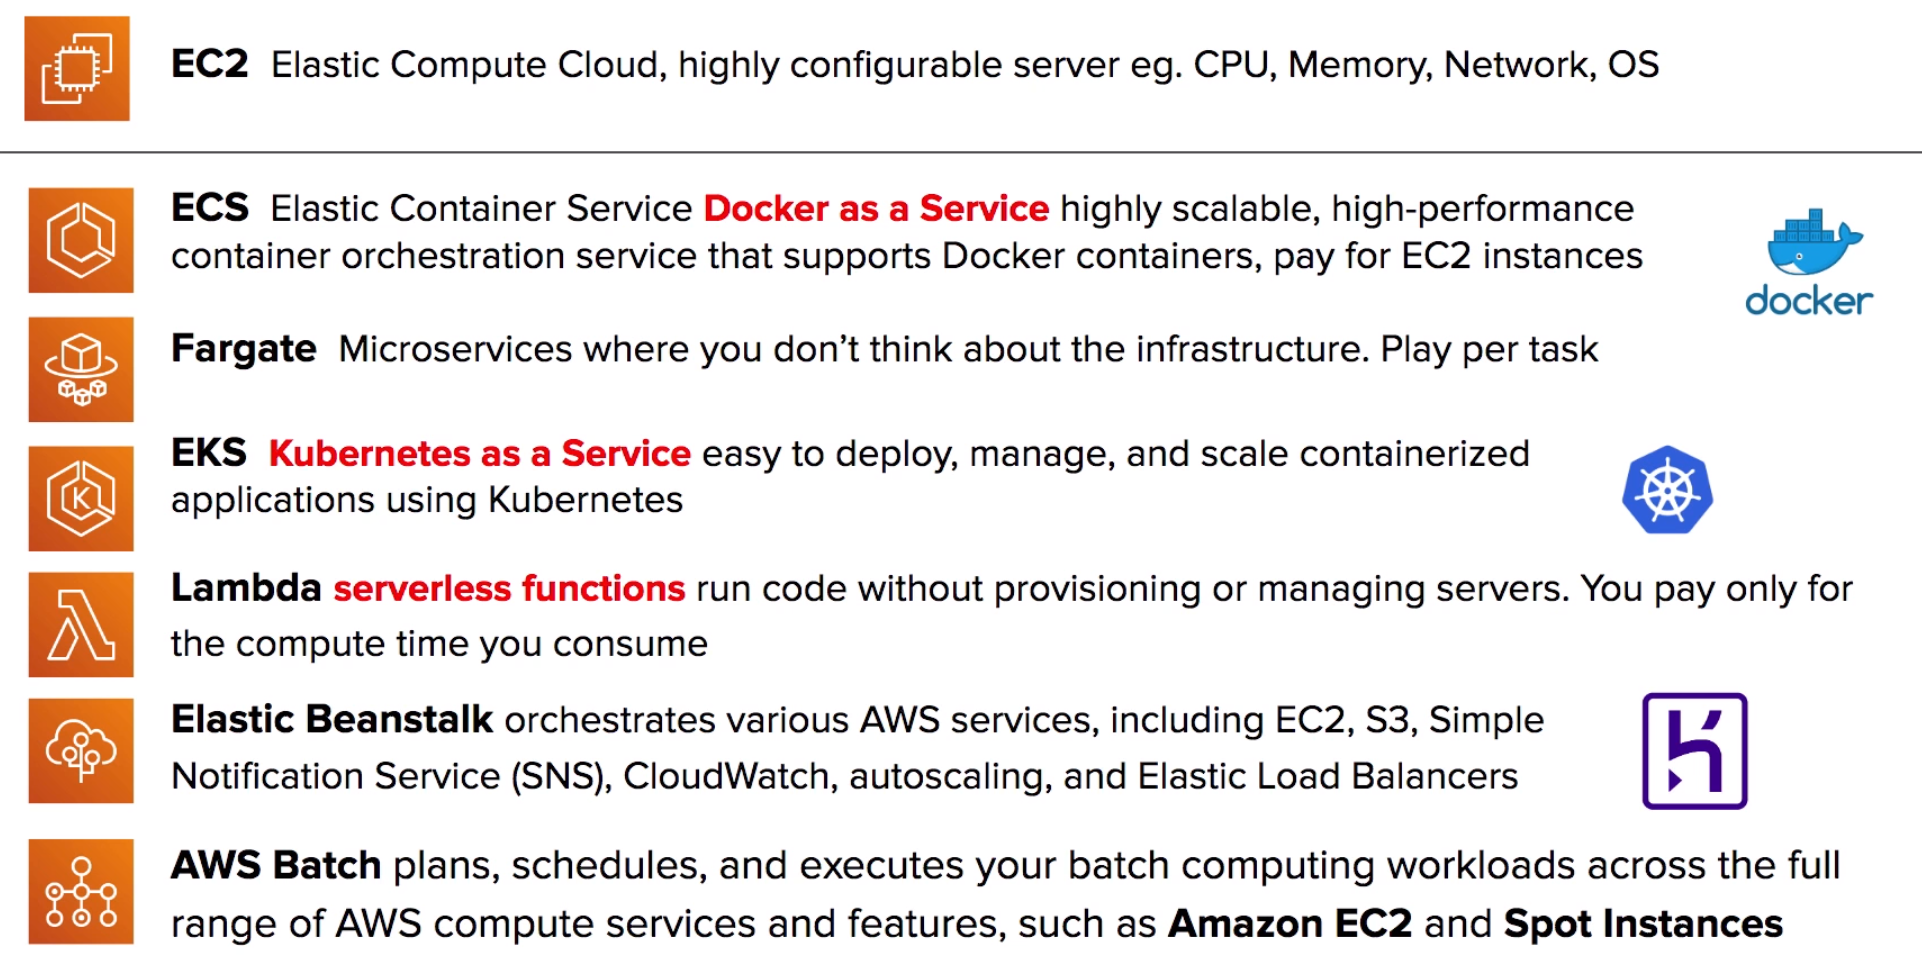 EC2 Elastic Compute Cloud, highly configurable server eg. CPU, Memory, Network, OS
ECS Elastic Container Service Docker as a Service highly scalable, high-performance
container orchestration service that supports Docker containers, pay for EC2 instances
docker
Fargate Microservices where you don’t think about the infrastructure. Play per task
EKS Kubernetes as a Service easy to deploy, manage, and scale containerized
applications using Kubernetes
K
Lambda serverless functions run code without provisioning or managing servers. You pay only for
the compute time you consume
Elastic Beanstalk orchestrates various AWS services, including EC2, S3, Simple
Notification Service (SNS), CloudWatch, autoscaling, and Elastic Load Balancers
AWS Batch plans, schedules, and executes your batch computing workloads across the full
range of AWS compute services and features, such as Amazon EC2 and Spot Instances